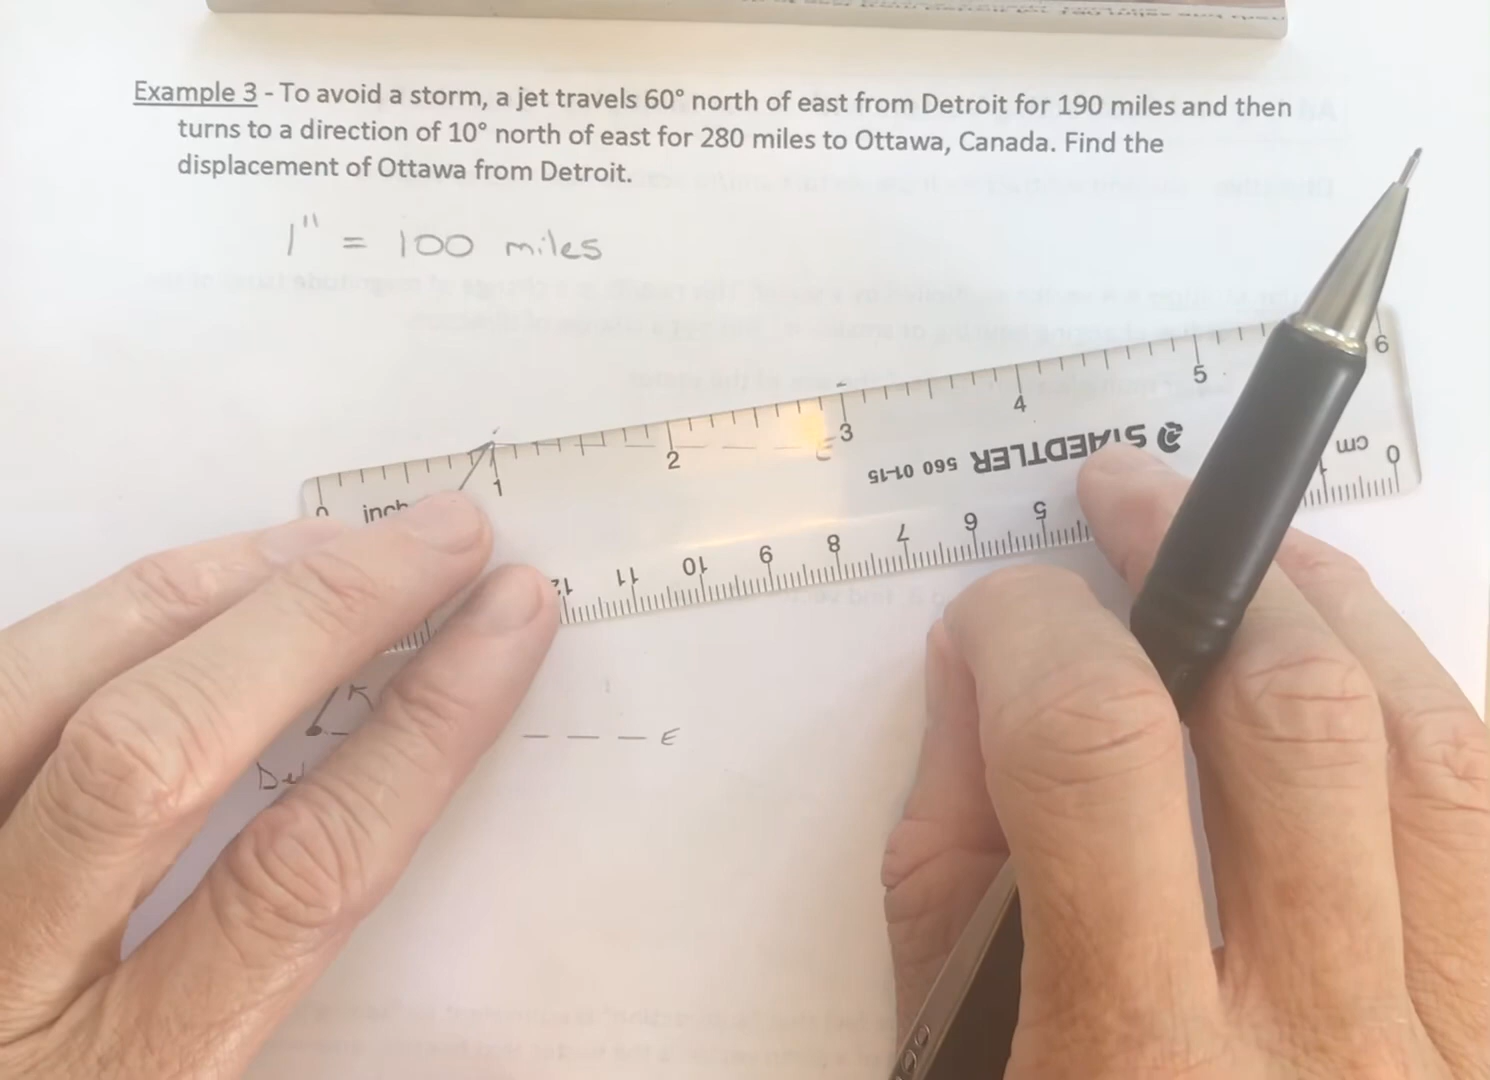 Example 3 - To avoid a storm, a jet travels 60° north of east from Detroit for 190 miles and then
turns to a direction of 10° north of east for 280 miles to Ottawa, Canada. Find the
displacement of Ottawa from Detroit.
1" = 100 miles
0 1 2 3 4 5 6
inch
STAEDTLER
560 01-15
cm
0 5 6 7 8 9 10 11 12
E
E